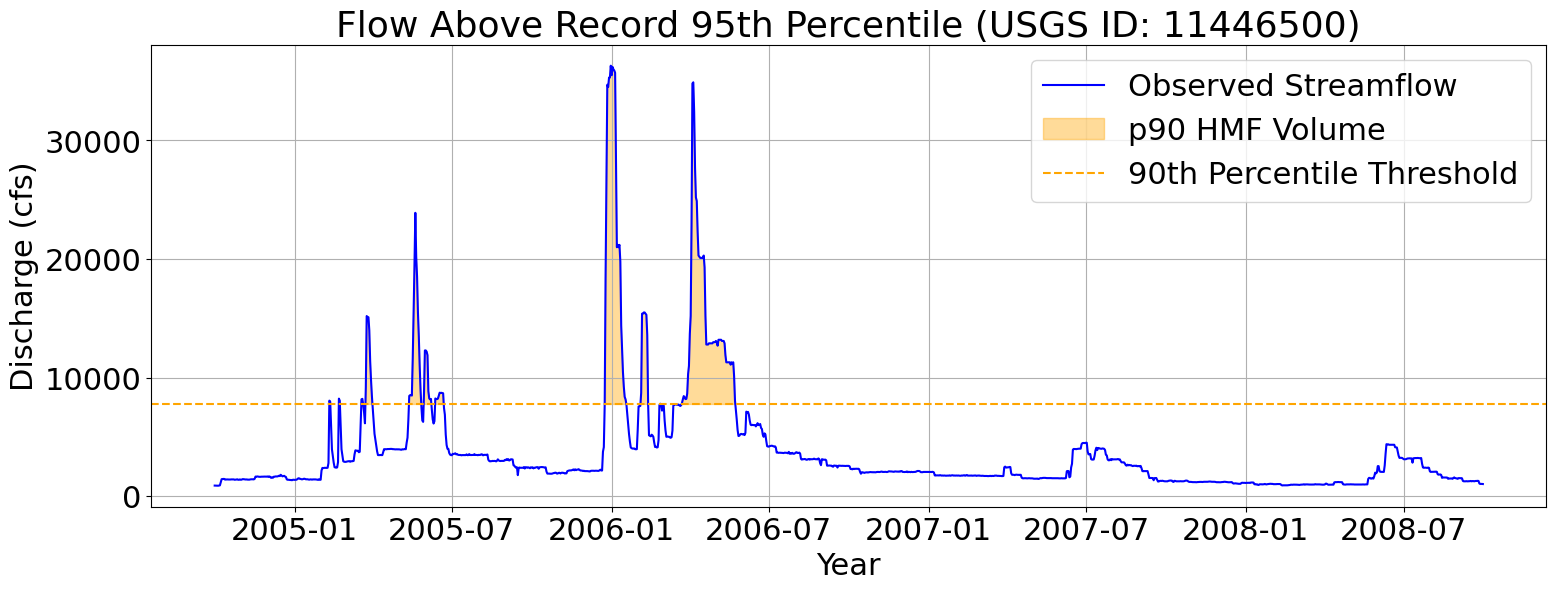 Flow Above Record 95th Percentile (USGS ID: 11446500)
Observed Streamflow
p90 HMF Volume
90th Percentile Threshold
Discharge (cfs)
30000
20000
10000
0
2005-01 2005-07 2006-01 2006-07 2007-01 2007-07 2008-01 2008-07
Year